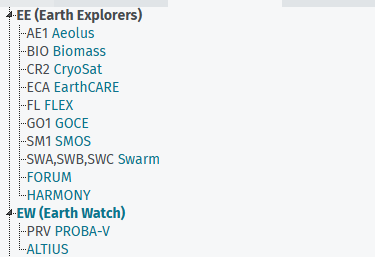 EE (Earth Explorers)
AE1 Aeolus
BIO Biomass
CR2 CryoSat
ECA EarthCARE
FL FLEX
GO1 GOCE
SM1 SMOS
SWA,SWB,SWC Swarm
FORUM
HARMONY
EW (Earth Watch)
PRV PROBA-V
ALTIUS